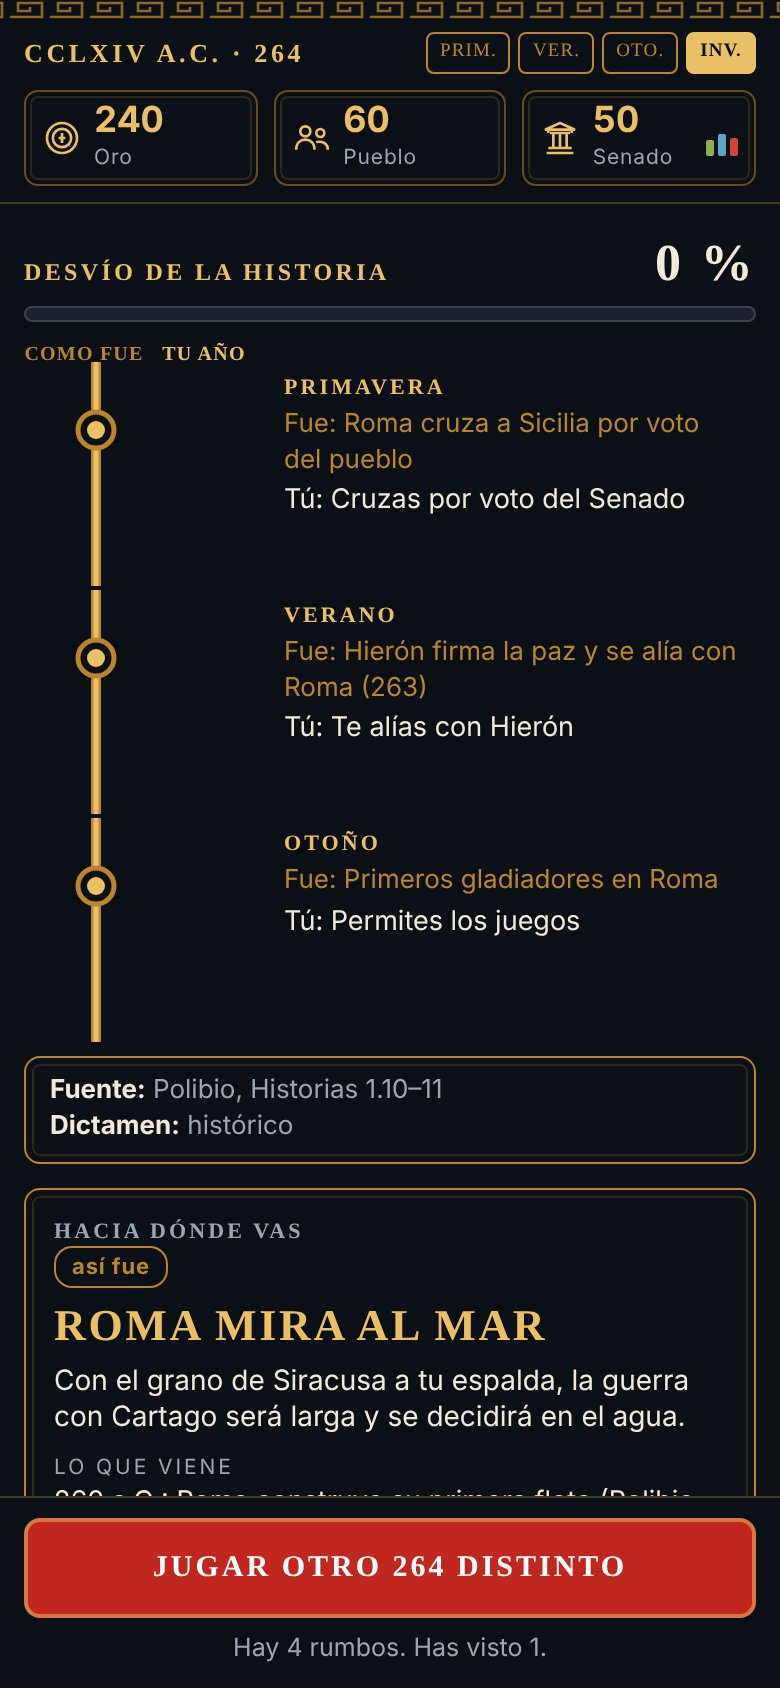 CCLXIV A.C. · 264
PRIM.
VER.
OTO.
INV.
240
Oro
60
Pueblo
50
Senado
DESVÍO DE LA HISTORIA
0 %
COMO FUE TU AÑO
PRIMAVERA
Fue: Roma cruza a Sicilia por voto
del pueblo
Tú: Cruzas por voto del Senado
VERANO
Fue: Hierón firma la paz y se alía con
Roma (263)
Tú: Te alías con Hierón
OTOÑO
Fue: Primeros gladiadores en Roma
Tú: Permites los juegos
Fuente: Polibio, Historias 1.10–11
Dictamen: histórico
HACIA DÓNDE VAS
así fue
ROMA MIRA AL MAR
Con el grano de Siracusa a tu espalda, la guerra
con Cartago será larga y se decidirá en el agua.
LO QUE VIENE
JUGAR OTRO 264 DISTINTO
Hay 4 rumbos. Has visto 1.